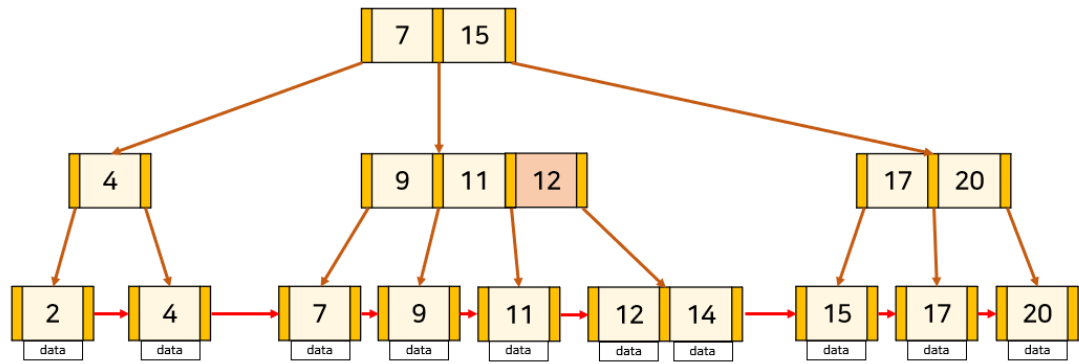 7 15
4 9 11 12 17 20
2 4 7 9 11 12 14 15 17 20
data data data data data data data data data data